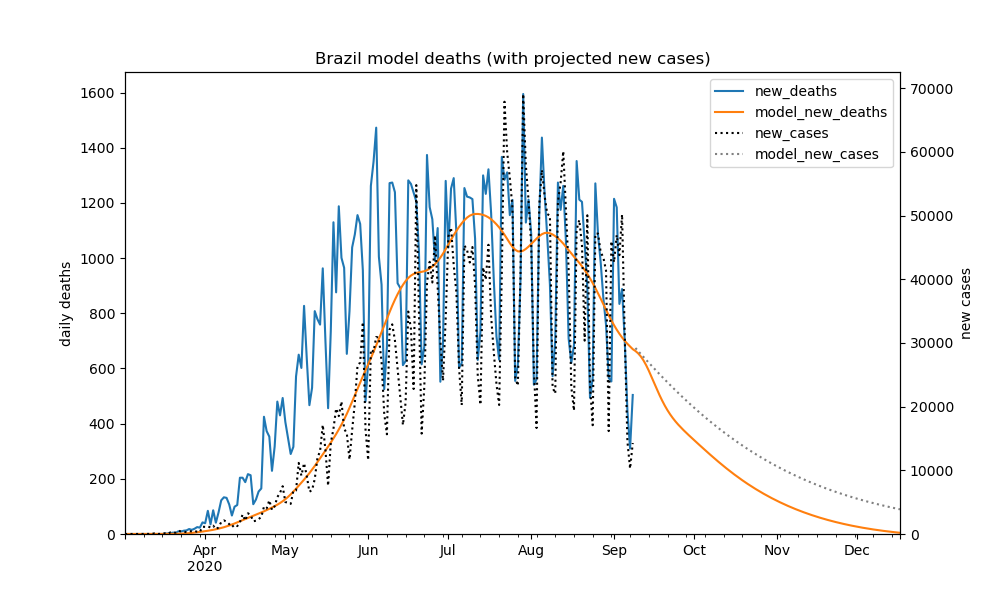 Brazil model deaths (with projected new cases)
new_deaths
model_new_deaths
new_cases
model_new_cases
daily deaths
1600
1400
1200
1000
800
600
400
200
0
new cases
70000
60000
50000
40000
30000
20000
10000
0
Apr May Jun Jul Aug Sep Oct Nov Dec
2020